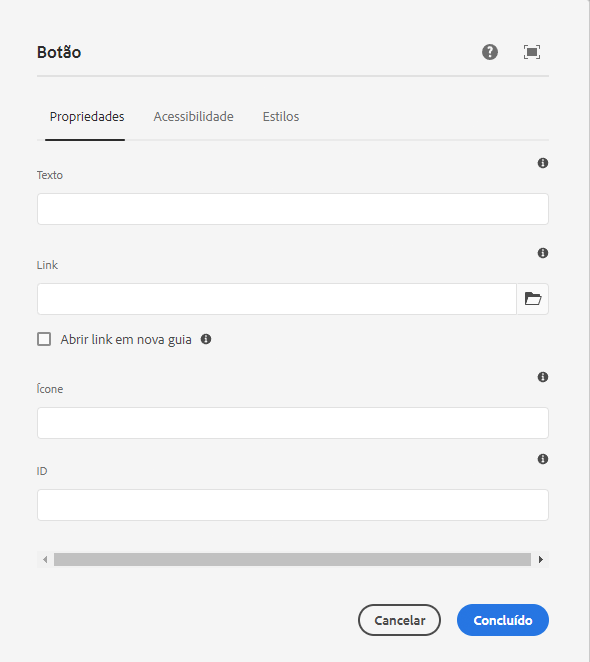 Botão
Propriedades Acessibilidade Estilos
Texto
Link
Abrir link em nova guia
Ícone
ID
Cancelar Concluído